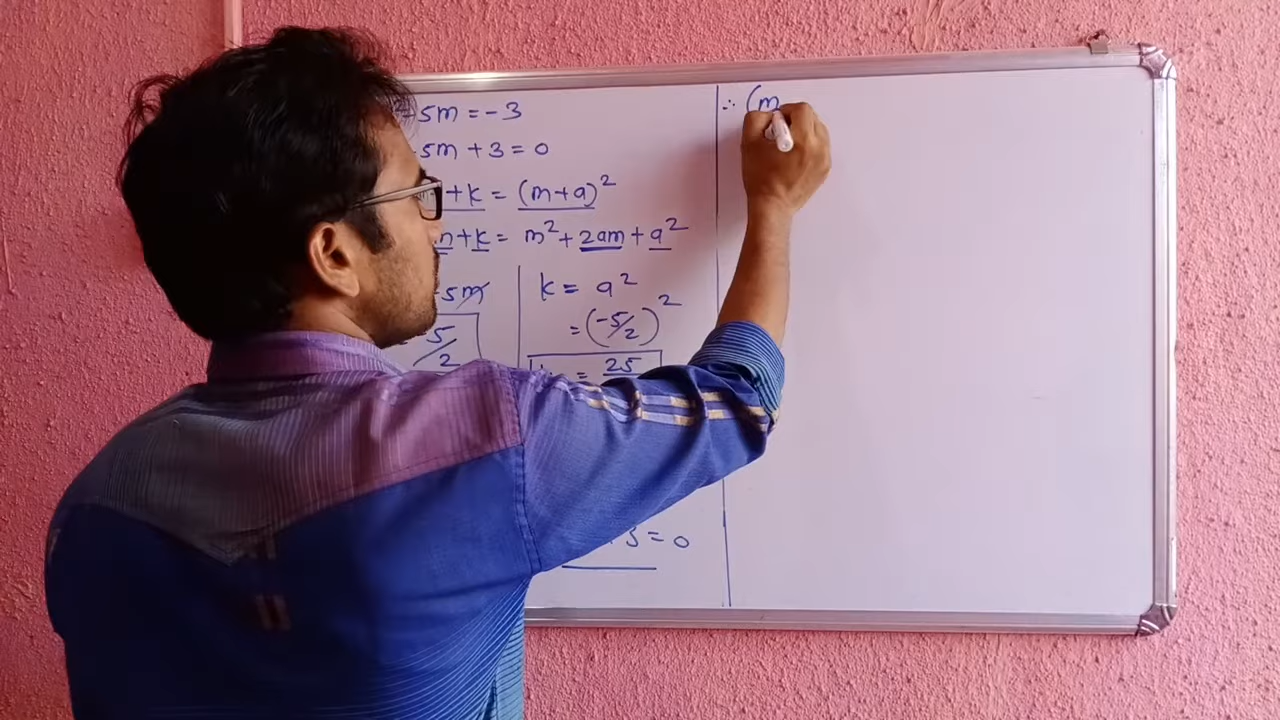 - 5m = - 3
- 5m + 3 = 0
+ k = (m + a)²
+ k = m² + 2am + a²
- 5m
5/2
k = a²
= (-5/2)²
= 25
+ 3 = 0
∴ (m